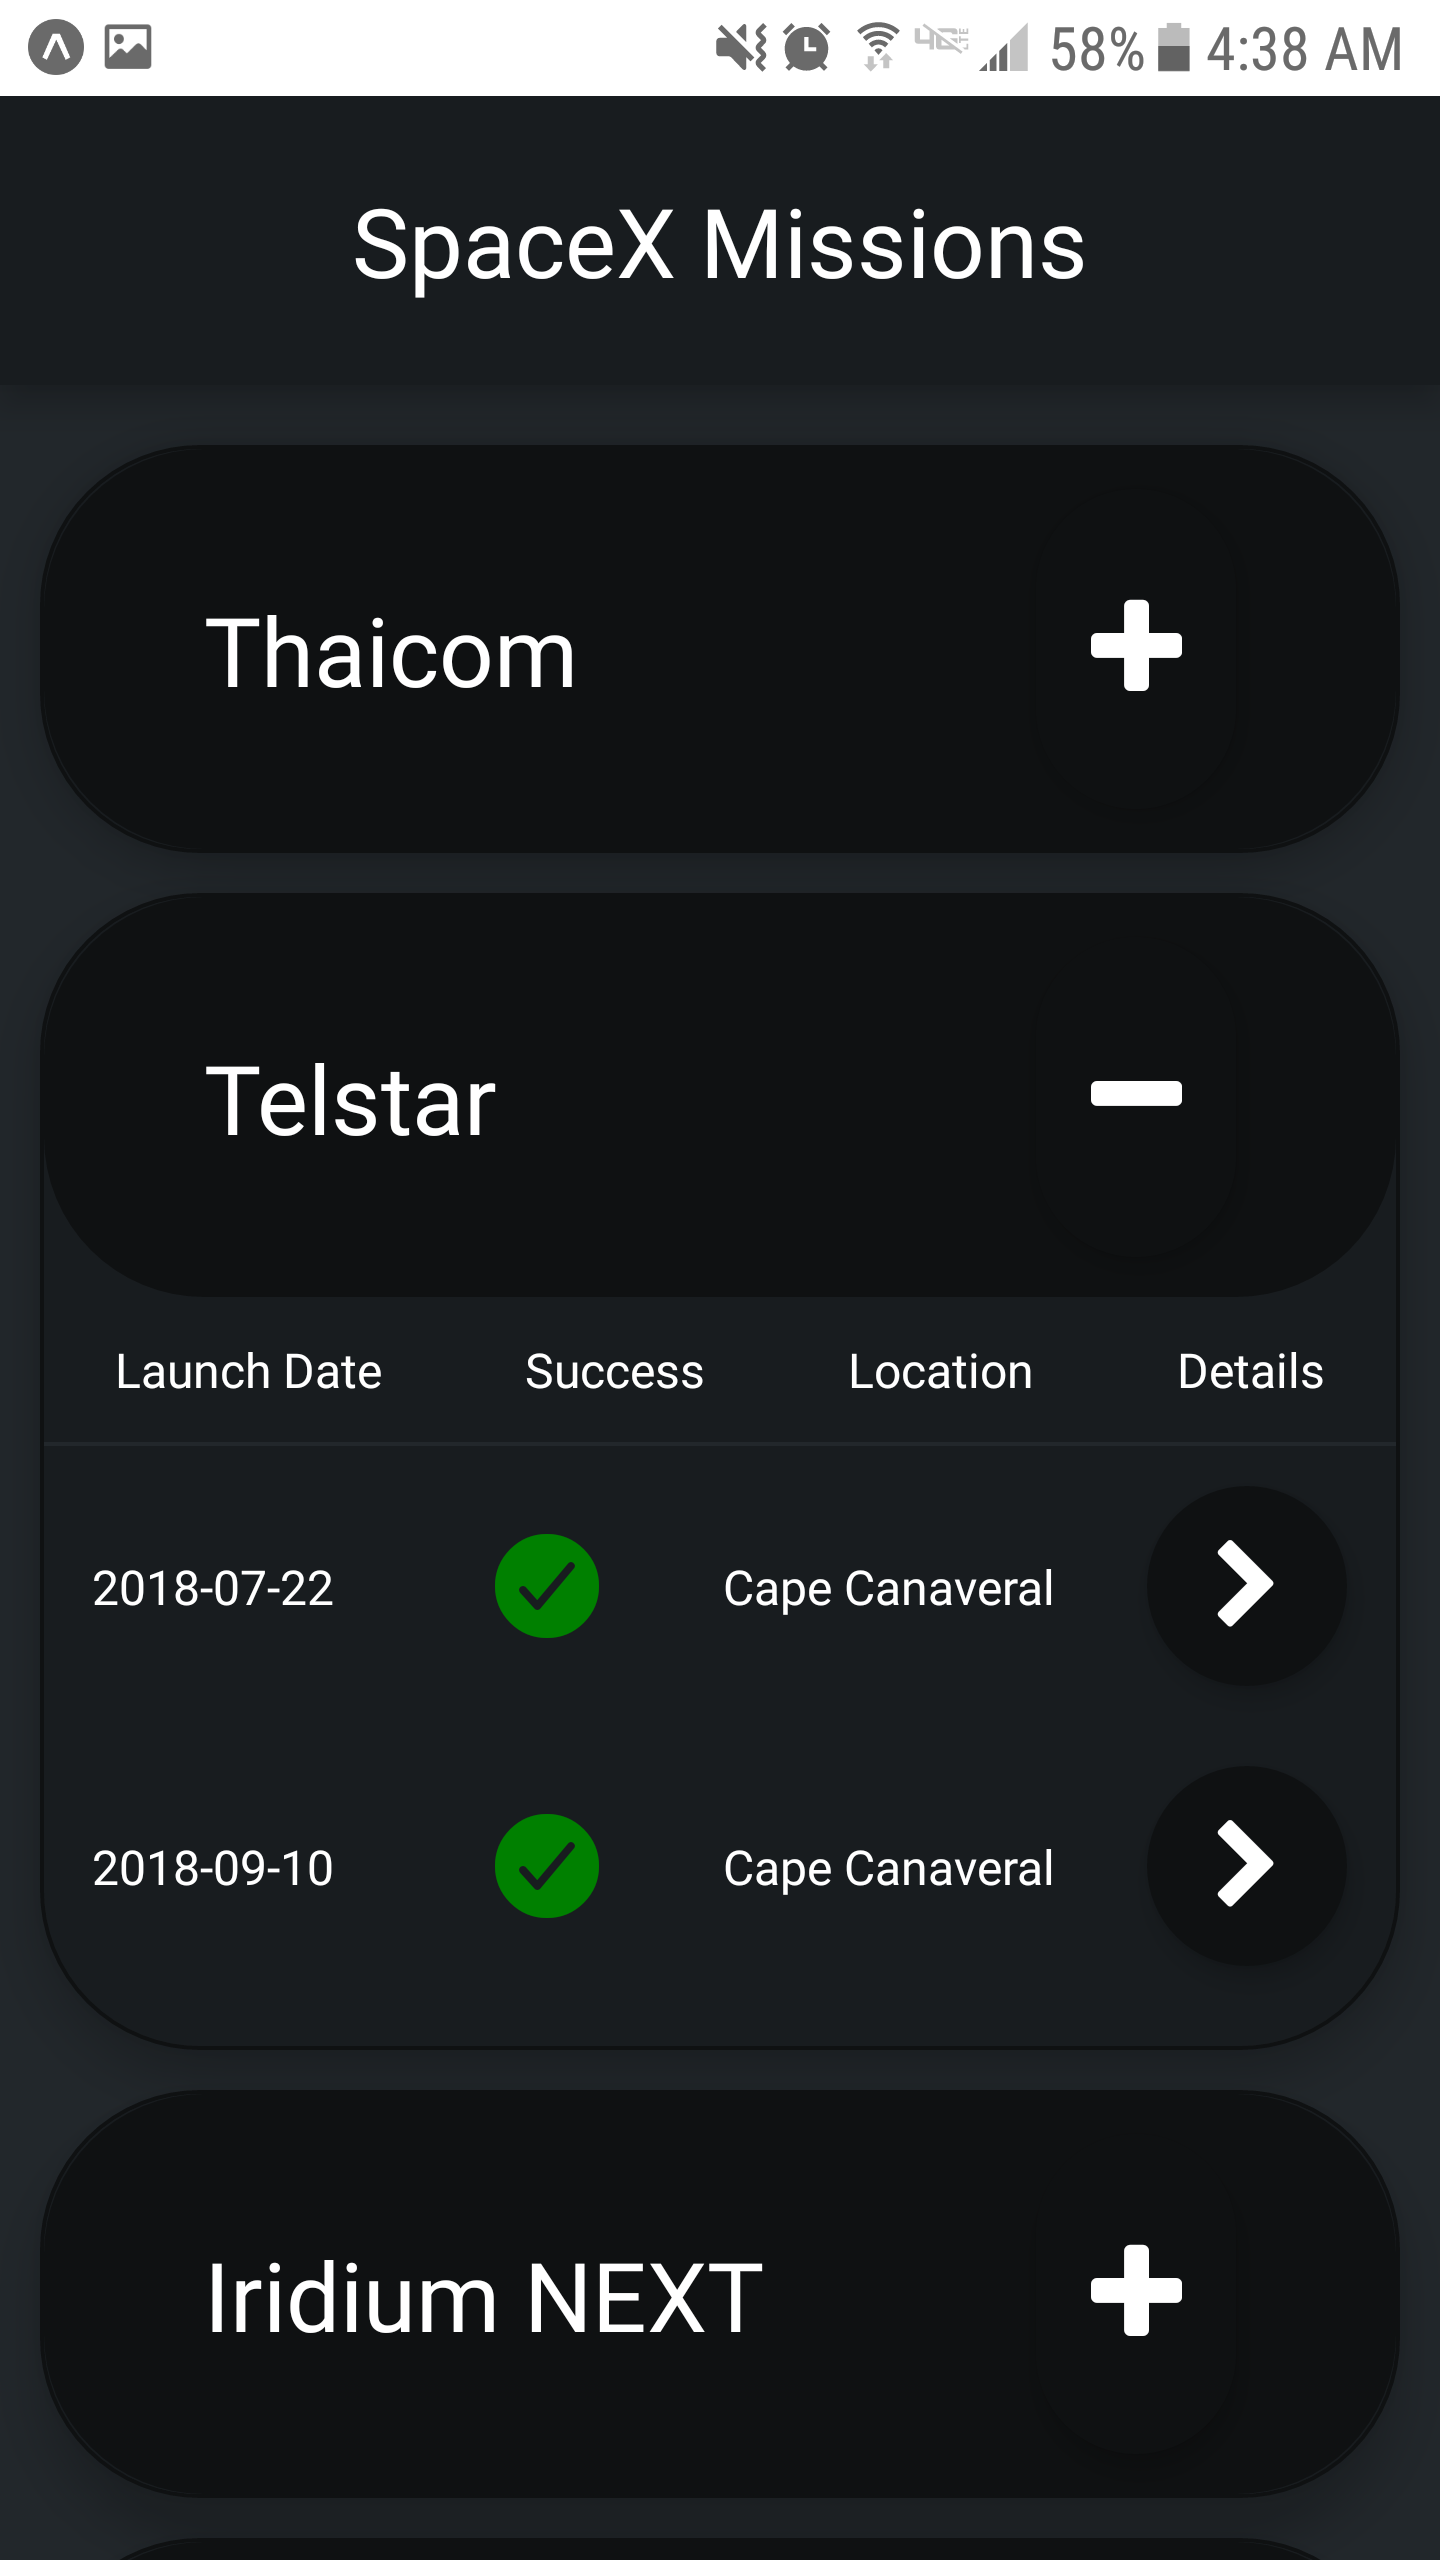 58% 4:38 AM
SpaceX Missions
Thaicom
Telstar
Launch Date Success Location Details
2018-07-22 Cape Canaveral
2018-09-10 Cape Canaveral
Iridium NEXT